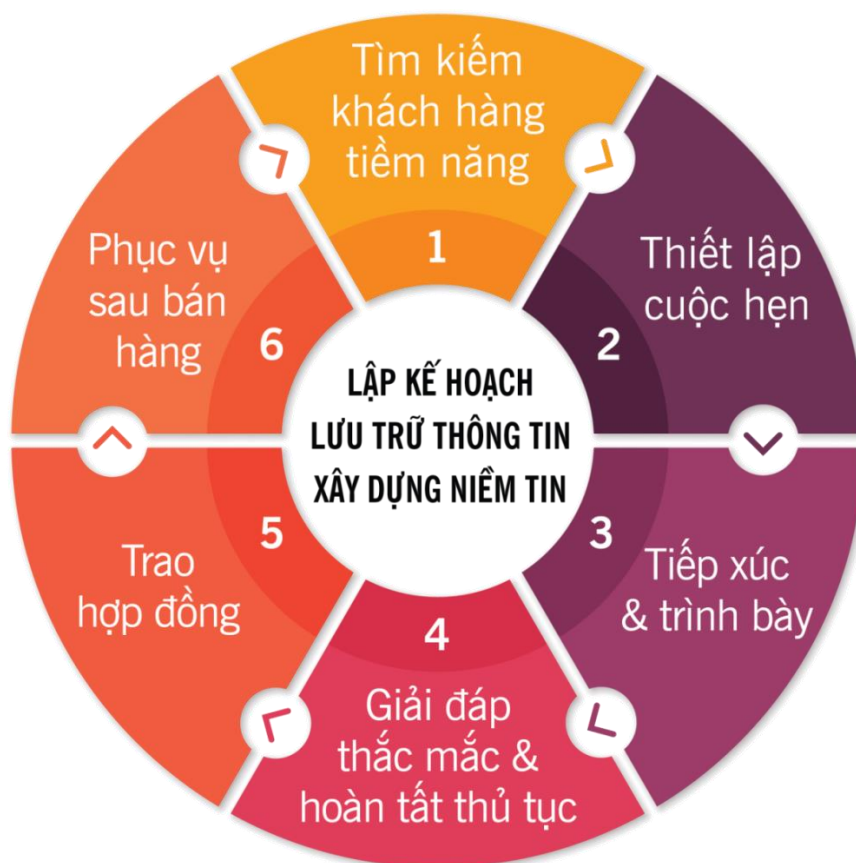 Tìm kiếm
khách hàng
tiềm năng
1
Thiết lập
cuộc hẹn
2
Tiếp xúc
& trình bày
3
4
Giải đáp
thắc mắc &
hoàn tất thủ tục
Trao
hợp đồng
5
Phục vụ
sau bán
hàng
6
LẬP KẾ HOẠCH
LƯU TRỮ THÔNG TIN
XÂY DỰNG NIỀM TIN